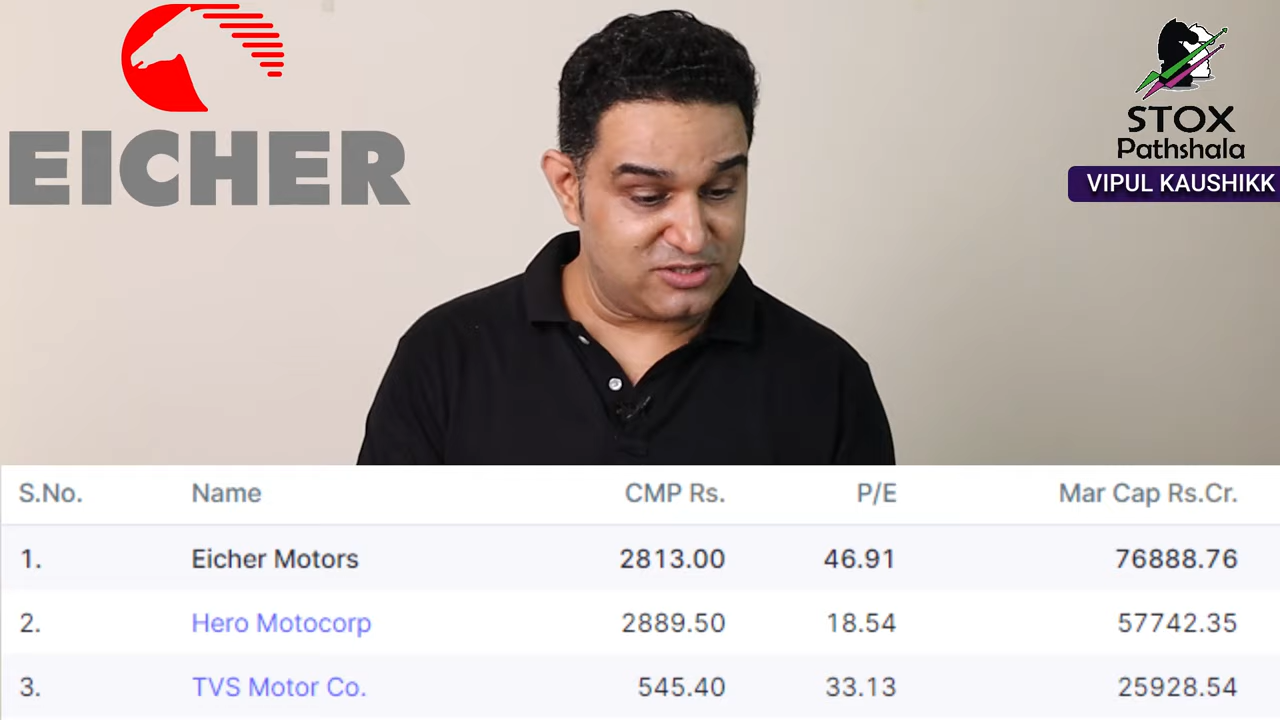 EICHER
STOX
Pathshala
VIPUL KAUSHIKK
S.No. Name CMP Rs. P/E Mar Cap Rs.Cr.
1. Eicher Motors 2813.00 46.91 76888.76
2. Hero Motocorp 2889.50 18.54 57742.35
3. TVS Motor Co. 545.40 33.13 25928.54